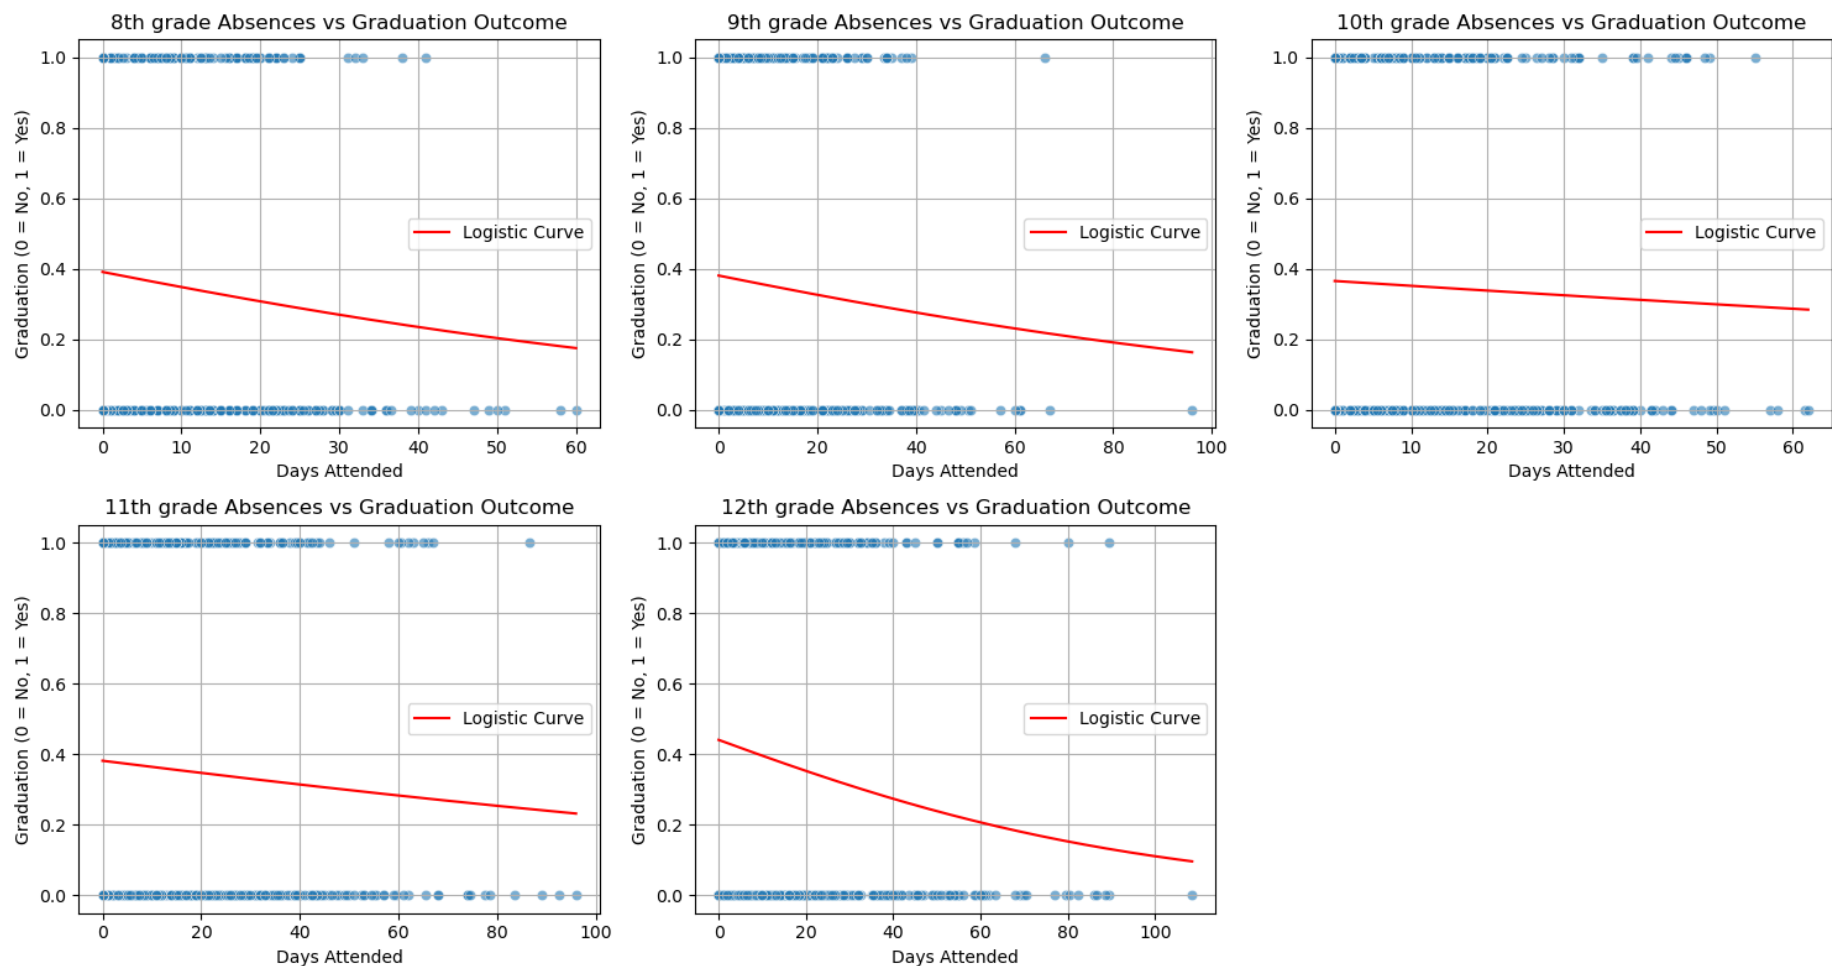 8th grade Absences vs Graduation Outcome
1.0
0.8
0.6
0.4
0.2
0.0
Graduation (0 = No, 1 = Yes)
Logistic Curve
0 10 20 30 40 50 60
Days Attended
9th grade Absences vs Graduation Outcome
1.0
0.8
0.6
0.4
0.2
0.0
Graduation (0 = No, 1 = Yes)
Logistic Curve
0 20 40 60 80 100
Days Attended
10th grade Absences vs Graduation Outcome
1.0
0.8
0.6
0.4
0.2
0.0
Graduation (0 = No, 1 = Yes)
Logistic Curve
0 10 20 30 40 50 60
Days Attended
11th grade Absences vs Graduation Outcome
1.0
0.8
0.6
0.4
0.2
0.0
Graduation (0 = No, 1 = Yes)
Logistic Curve
0 20 40 60 80 100
Days Attended
12th grade Absences vs Graduation Outcome
1.0
0.8
0.6
0.4
0.2
0.0
Graduation (0 = No, 1 = Yes)
Logistic Curve
0 20 40 60 80 100
Days Attended